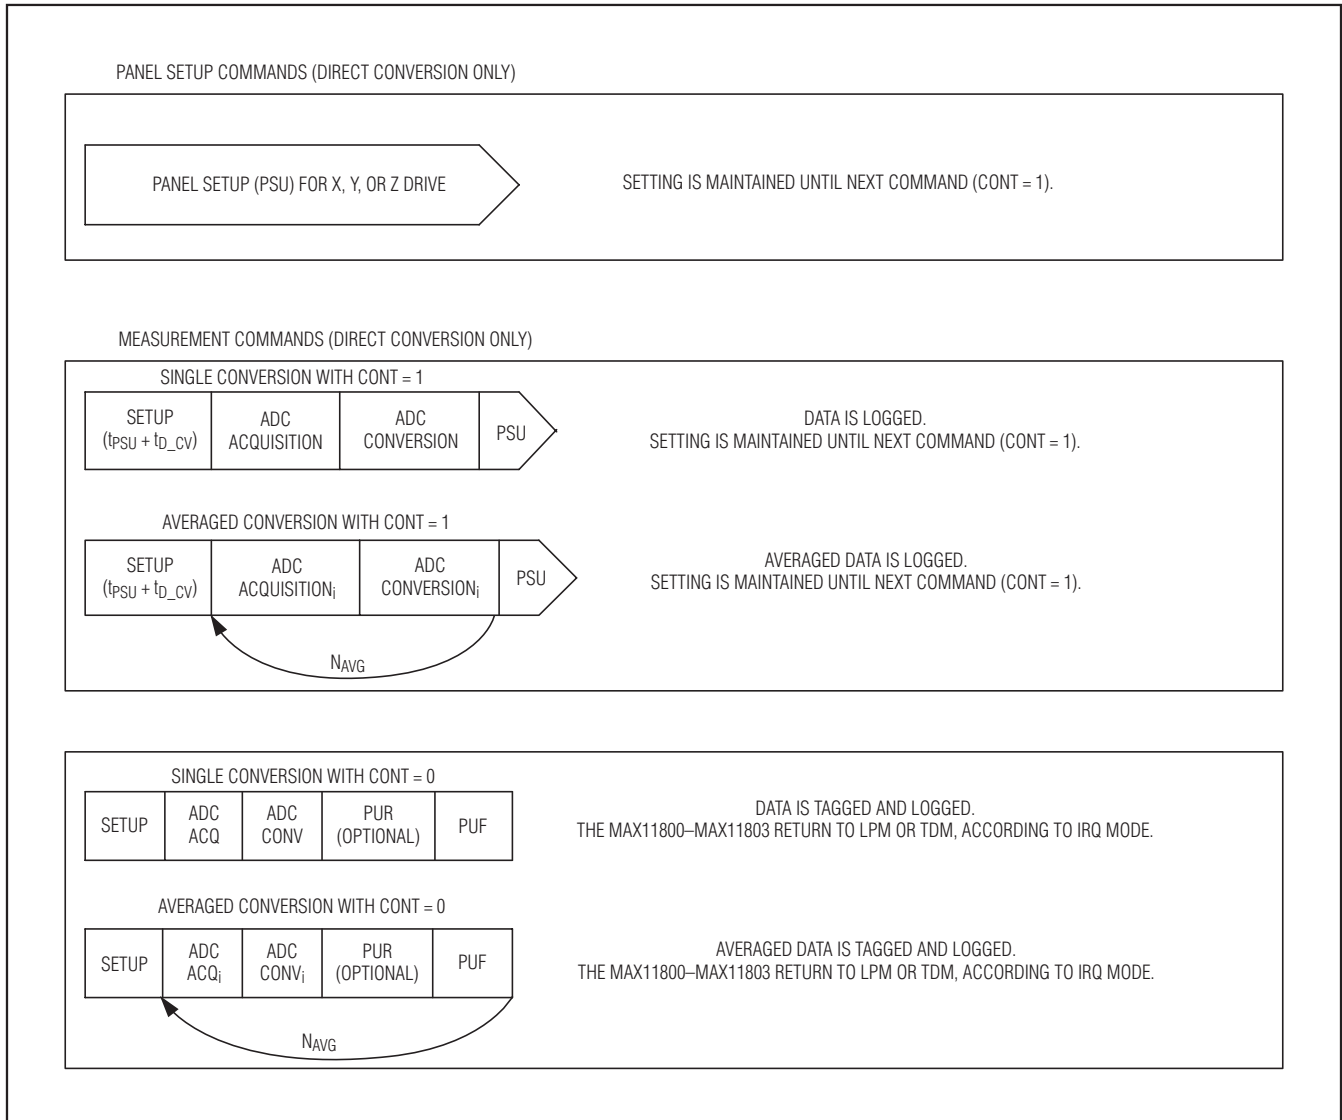 PANEL SETUP COMMANDS (DIRECT CONVERSION ONLY)
PANEL SETUP (PSU) FOR X, Y, OR Z DRIVE
SETTING IS MAINTAINED UNTIL NEXT COMMAND (CONT = 1).
MEASUREMENT COMMANDS (DIRECT CONVERSION ONLY)
SINGLE CONVERSION WITH CONT = 1
SETUP
(tPSU + tD_CV)
ADC
ACQUISITION
ADC
CONVERSION
PSU
DATA IS LOGGED.
SETTING IS MAINTAINED UNTIL NEXT COMMAND (CONT = 1).
AVERAGED CONVERSION WITH CONT = 1
SETUP
(tPSU + tD_CV)
ADC
ACQUISITIONi
ADC
CONVERSIONi
PSU
AVERAGED DATA IS LOGGED.
SETTING IS MAINTAINED UNTIL NEXT COMMAND (CONT = 1).
NAVG
SINGLE CONVERSION WITH CONT = 0
SETUP
ADC
ACQ
ADC
CONV
PUR
(OPTIONAL)
PUF
DATA IS TAGGED AND LOGGED.
THE MAX11800–MAX11803 RETURN TO LPM OR TDM, ACCORDING TO IRQ MODE.
AVERAGED CONVERSION WITH CONT = 0
SETUP
ADC
ACQi
ADC
CONVi
PUR
(OPTIONAL)
PUF
AVERAGED DATA IS TAGGED AND LOGGED.
THE MAX11800–MAX11803 RETURN TO LPM OR TDM, ACCORDING TO IRQ MODE.
NAVG